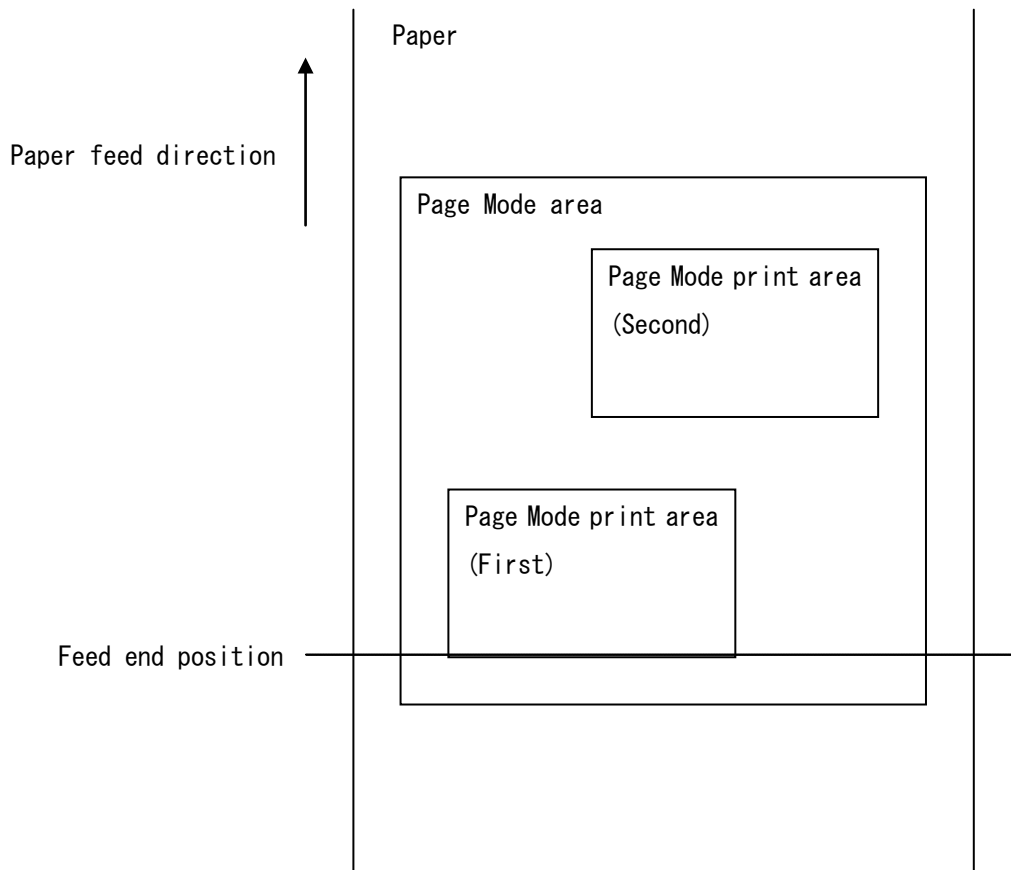 Paper
Paper feed direction
Page Mode area
Page Mode print area
(Second)
Page Mode print area
(First)
Feed end position